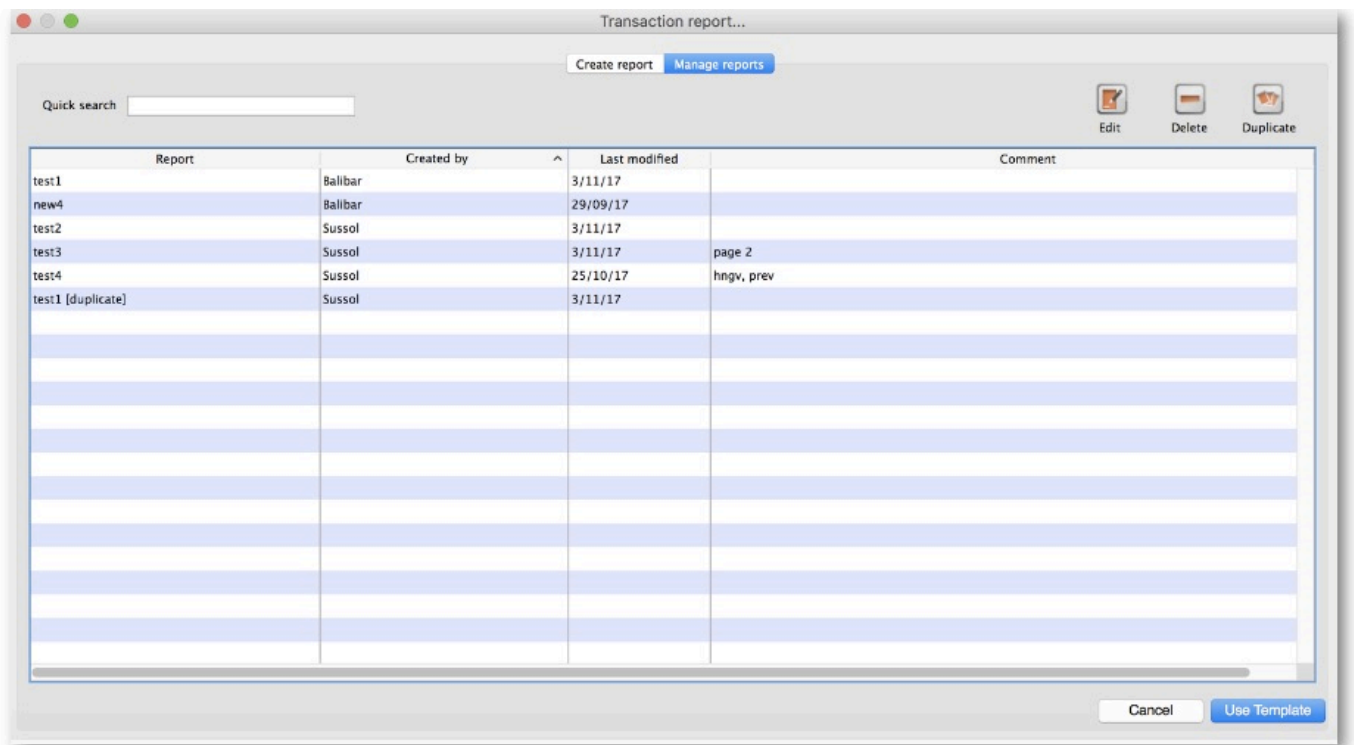 Transaction report...
Create report Manage reports
Quick search
Edit Delete Duplicate
Report Created by Last modified Comment
test1 Balibar 3/11/17
new4 Balibar 29/09/17
test2 Sussol 3/11/17
test3 Sussol 3/11/17 page 2
test4 Sussol 25/10/17 hngv, prev
test1 [duplicate] Sussol 3/11/17
Cancel Use Template